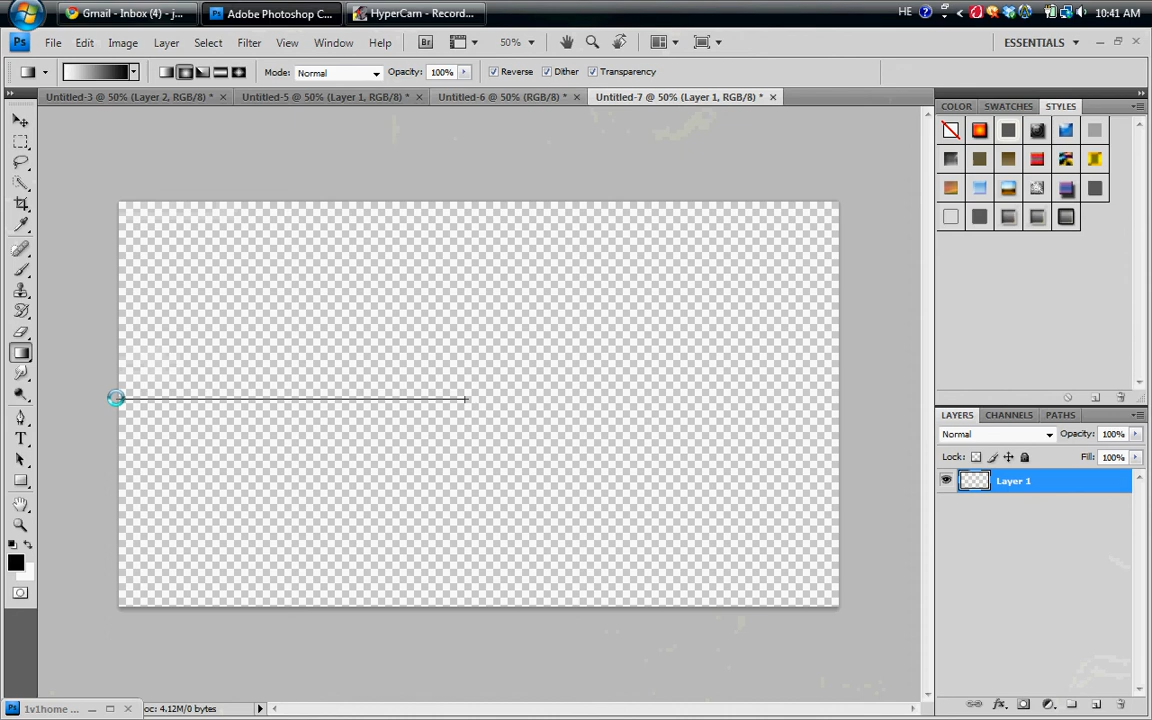 Gmail - Inbox (4) - j...
Adobe Photoshop C...
HyperCam - Record...
HE
10:41 AM
Ps File Edit Image Layer Select Filter View Window Help Br 50% ESSENTIALS
Mode: Normal Opacity: 100% Reverse Dither Transparency
Untitled-3 @ 50% (Layer 2, RGB/8) * Untitled-5 @ 50% (Layer 1, RGB/8) * Untitled-6 @ 50% (RGB/8) * Untitled-7 @ 50% (Layer 1, RGB/8) *
COLOR SWATCHES STYLES
LAYERS CHANNELS PATHS
Normal Opacity: 100%
Lock: Fill: 100%
Layer 1
T
Ps 1v1home ...
oc: 4.12M/0 bytes